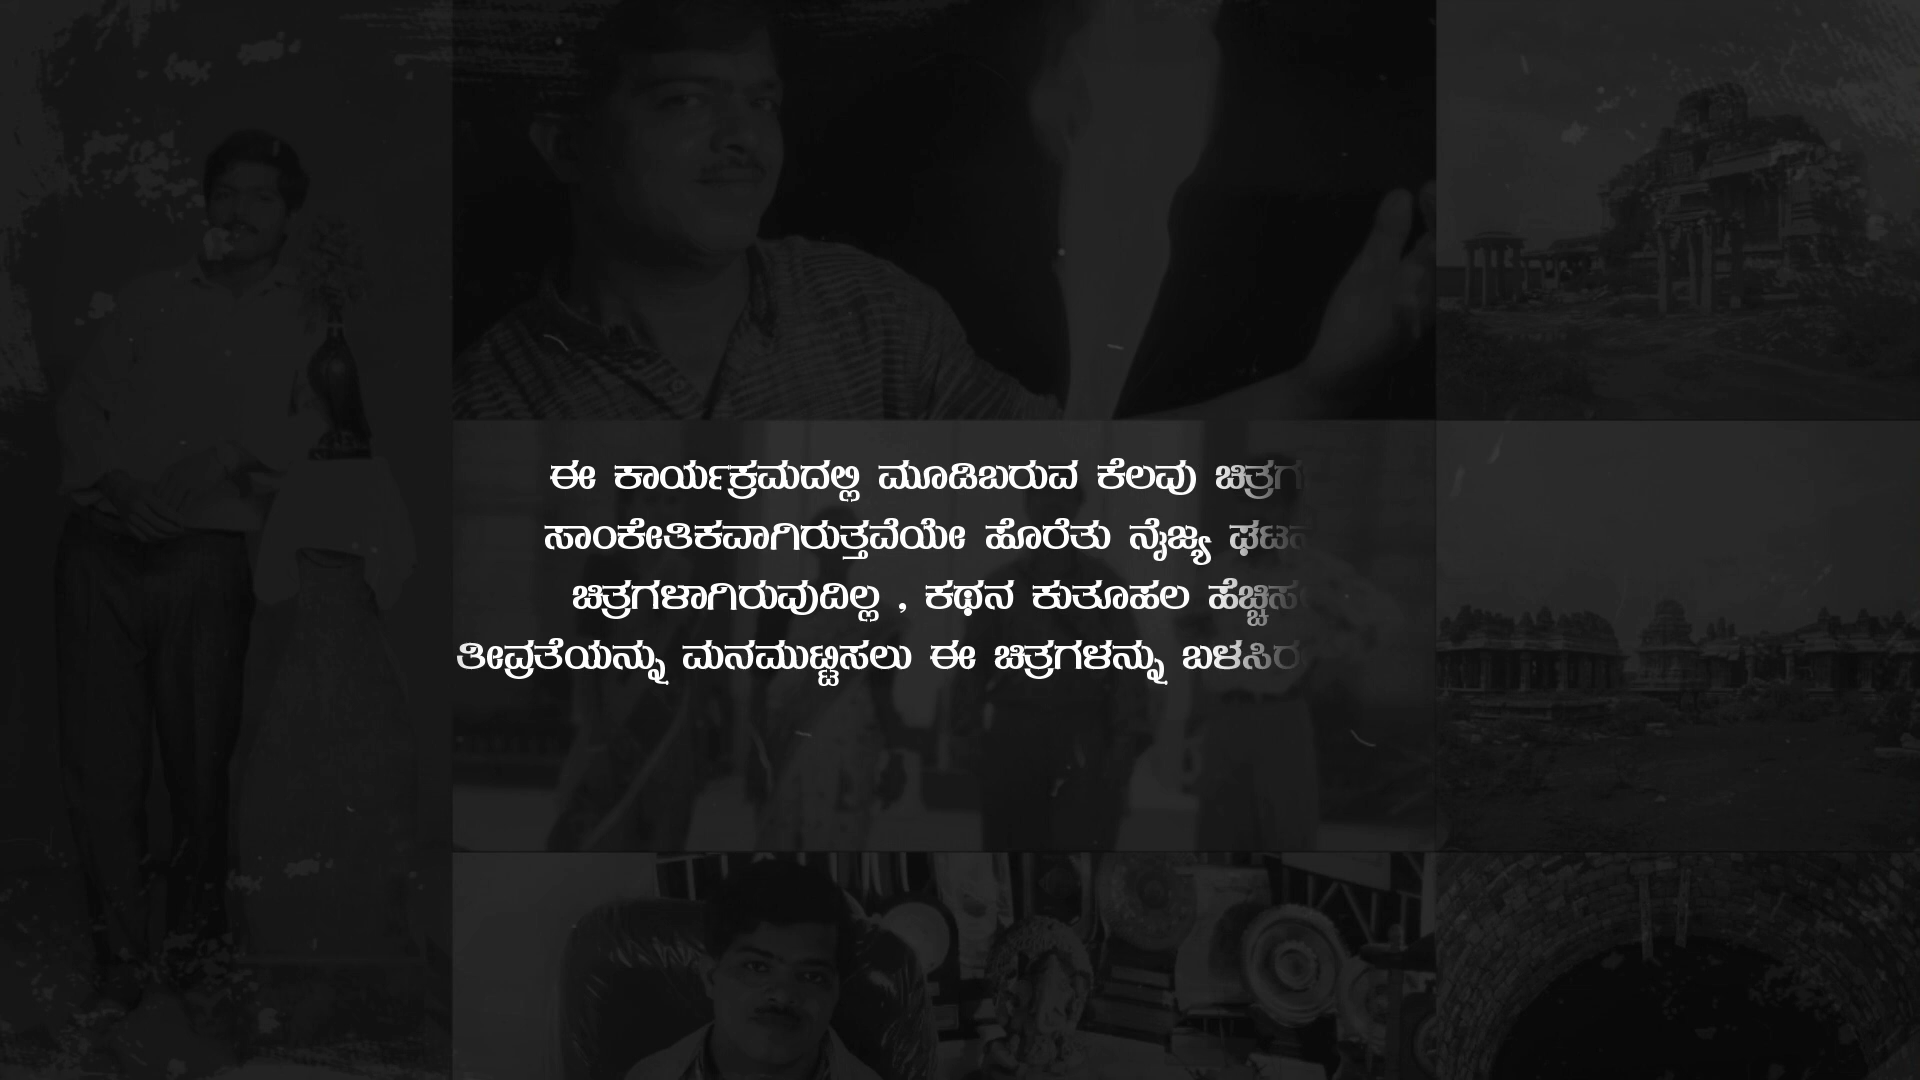 ಈ ಕಾರ್ಯಕ್ರಮದಲ್ಲಿ ಮೂಡಿಬರುವ ಕೆಲವು
ಸಾಂಕೇತಿಕವಾಗಿರುತ್ತವೆಯೇ ಹೊರೆತು ನೈಜ್ಯ
ಚಿತ್ರಗಳಾಗಿರುವುದಿಲ್ಲ , ಕಥನ ಕುತೂಹಲ
ತೀವ್ರತೆಯನ್ನು ಮನಮುಟ್ಟಿಸಲು ಈ ಚಿತ್ರಗಳನ್ನು